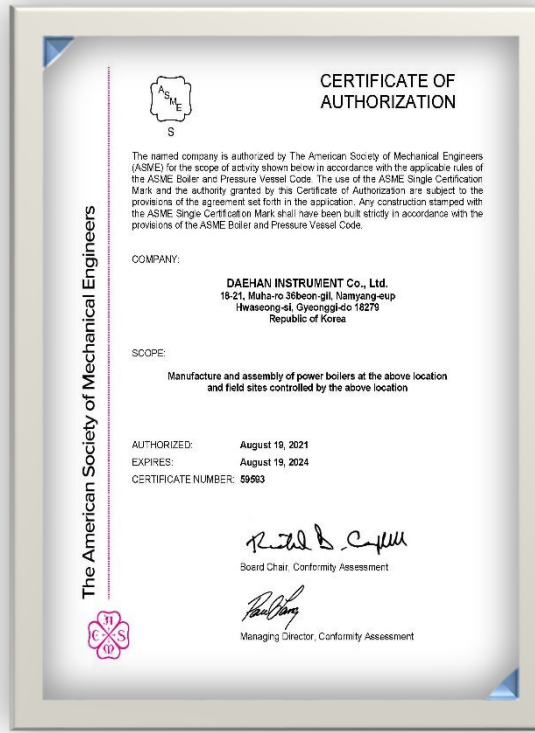 ASME
S
CERTIFICATE OF
AUTHORIZATION
The named company is authorized by The American Society of Mechanical Engineers
(ASME) for the scope of activity shown below in accordance with the applicable rules of
the ASME Boiler and Pressure Vessel Code. The use of the ASME Single Certification
Mark and the authority granted by this Certificate of Authorization are subject to the
provisions of the agreement set forth in the application. Any construction stamped with
the ASME Single Certification Mark shall have been built strictly in accordance with the
provisions of the ASME Boiler and Pressure Vessel Code.
COMPANY:
DAEHAN INSTRUMENT Co., Ltd.
18-21, Muha-ro 36beon-gil, Namyang-eup
Hwaseong-si, Gyeonggi-do 18279
Republic of Korea
SCOPE:
Manufacture and assembly of power boilers at the above location
and field sites controlled by the above location
AUTHORIZED: August 19, 2021
EXPIRES: August 19, 2024
CERTIFICATE NUMBER: 59593
Board Chair, Conformity Assessment
Managing Director, Conformity Assessment
The American Society of Mechanical Engineers
ASME